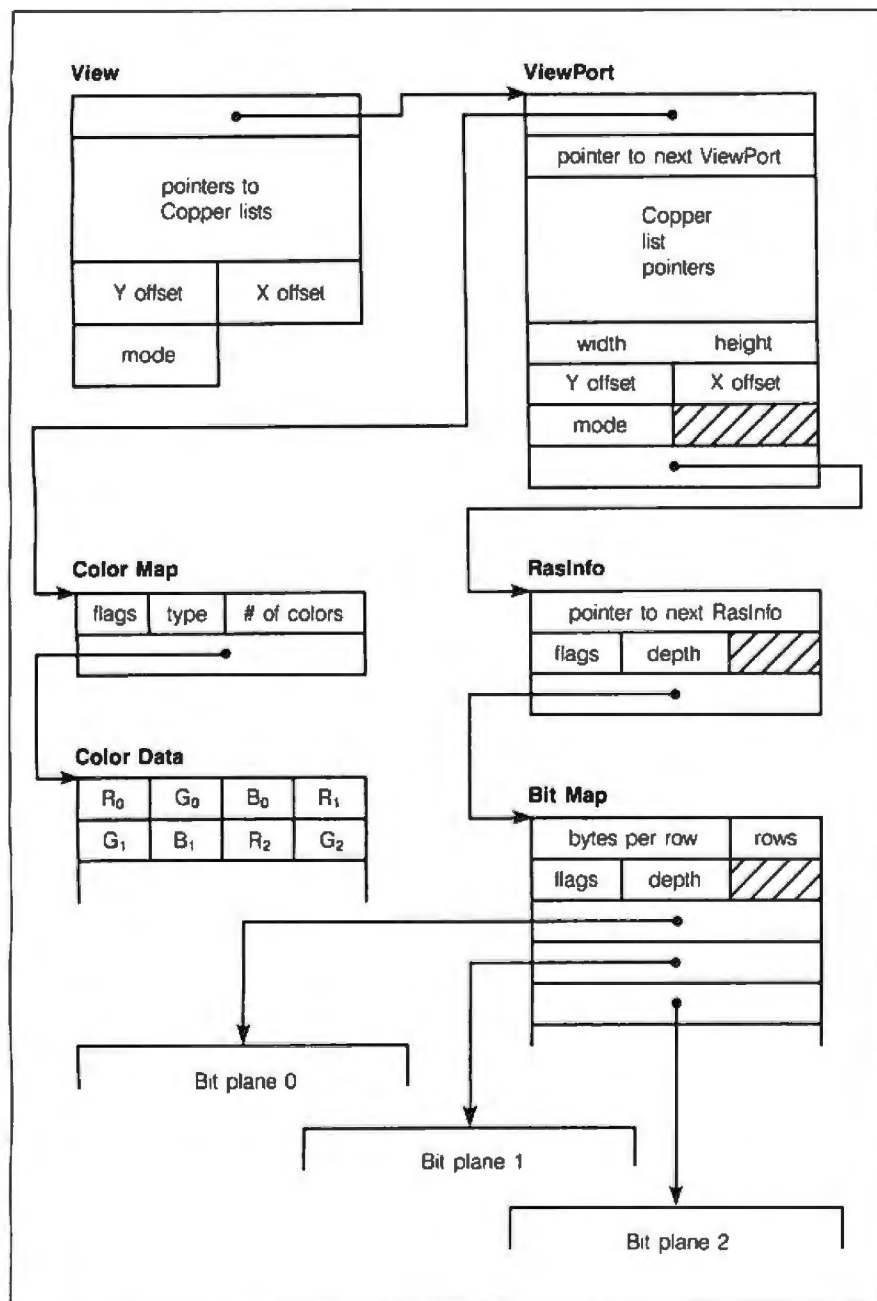 View
pointers to
Copper lists
Y offset X offset
mode
ViewPort
pointer to next ViewPort
Copper
list
pointers
width height
Y offset X offset
mode
Color Map
flags type # of colors
Color Data
R₀ G₀ B₀ R₁
G₁ B₁ R₂ G₂
RasInfo
pointer to next RasInfo
flags depth
Bit Map
bytes per row rows
flags depth
Bit plane 0
Bit plane 1
Bit plane 2